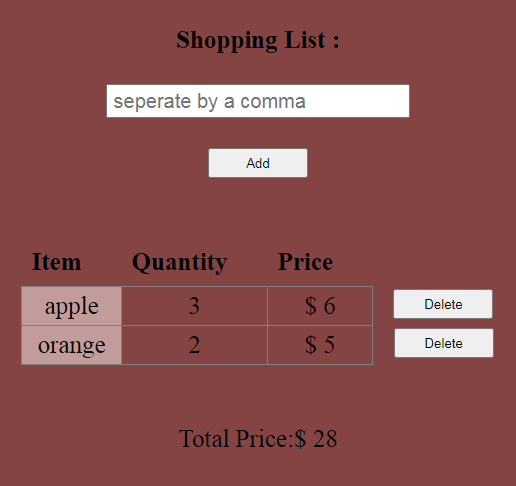 Shopping List :
seperate by a comma
Add
Item Quantity Price
apple 3 $ 6 Delete
orange 2 $ 5 Delete
Total Price:$ 28